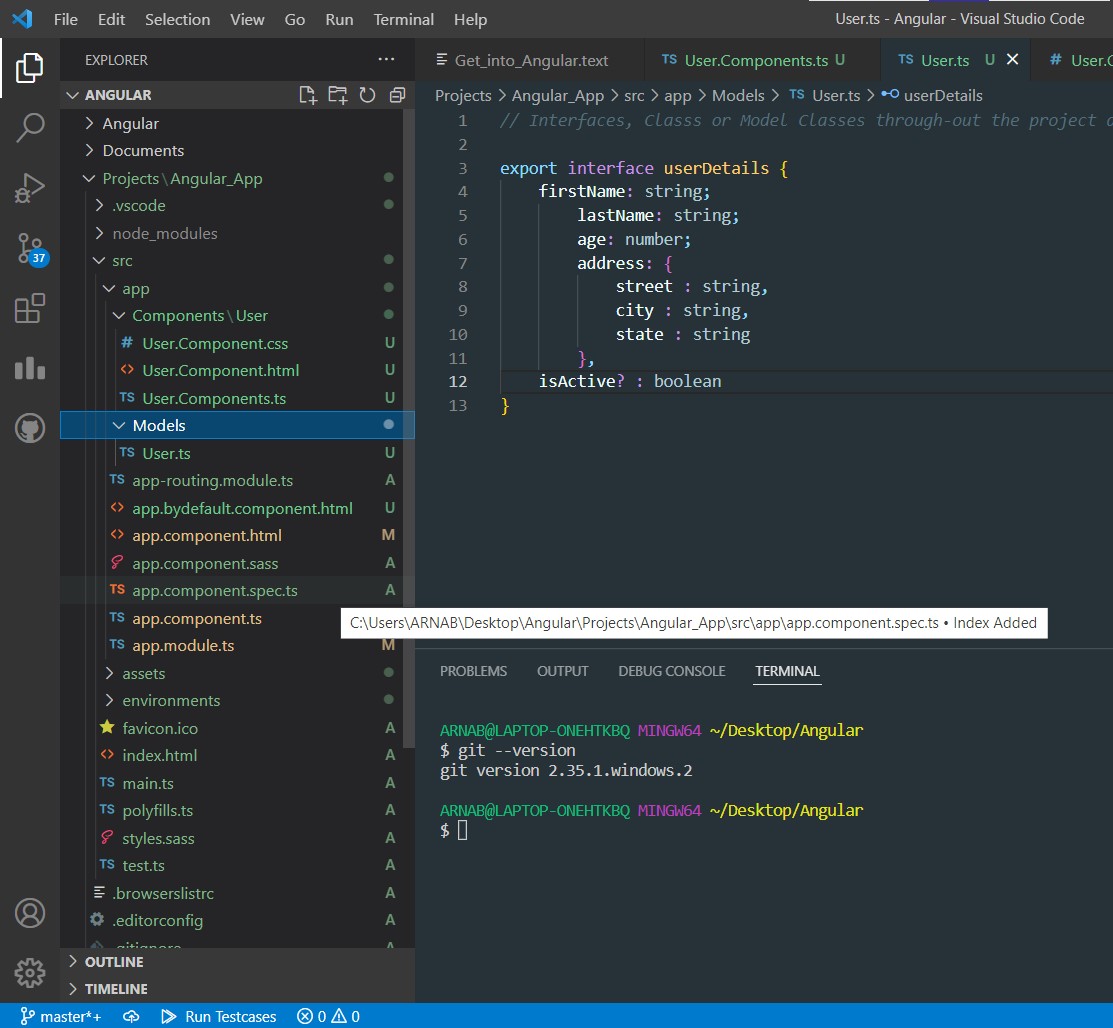 File Edit Selection View Go Run Terminal Help User.ts - Angular - Visual Studio Code
EXPLORER
ANGULAR
Angular
Documents
Projects\Angular_App
.vscode
node_modules
src
app
Components\User
# User.Component.css U
<> User.Component.html U
TS User.Components.ts U
Models
TS User.ts U
TS app-routing.module.ts A
<> app.bydefault.component.html U
<> app.component.html M
app.component.sass A
TS app.component.spec.ts A
TS app.component.ts
TS app.module.ts M
assets
environments
favicon.ico A
<> index.html A
TS main.ts A
TS polyfills.ts A
styles.sass A
TS test.ts A
.browserslistrc A
.editorconfig A
.gitignore A
OUTLINE
TIMELINE
37
Get_into_Angular.text TS User.Components.ts U TS User.ts U # User.C
Projects > Angular_App > src > app > Models > TS User.ts > userDetails
1 // Interfaces, Classs or Model Classes through-out the project
2
3 export interface userDetails {
4 firstName: string;
5 lastName: string;
6 age: number;
7 address: {
8 street : string,
9 city : string,
10 state : string
11 },
12 isActive? : boolean
13 }
C:\Users\ARNAB\Desktop\Angular\Projects\Angular_App\src\app\app.component.spec.ts • Index Added
PROBLEMS OUTPUT DEBUG CONSOLE TERMINAL
ARNAB@LAPTOP-ONEHTKBQ MINGW64 ~/Desktop/Angular
$ git --version
git version 2.35.1.windows.2
ARNAB@LAPTOP-ONEHTKBQ MINGW64 ~/Desktop/Angular
$
master*+ Run Testcases 0 0